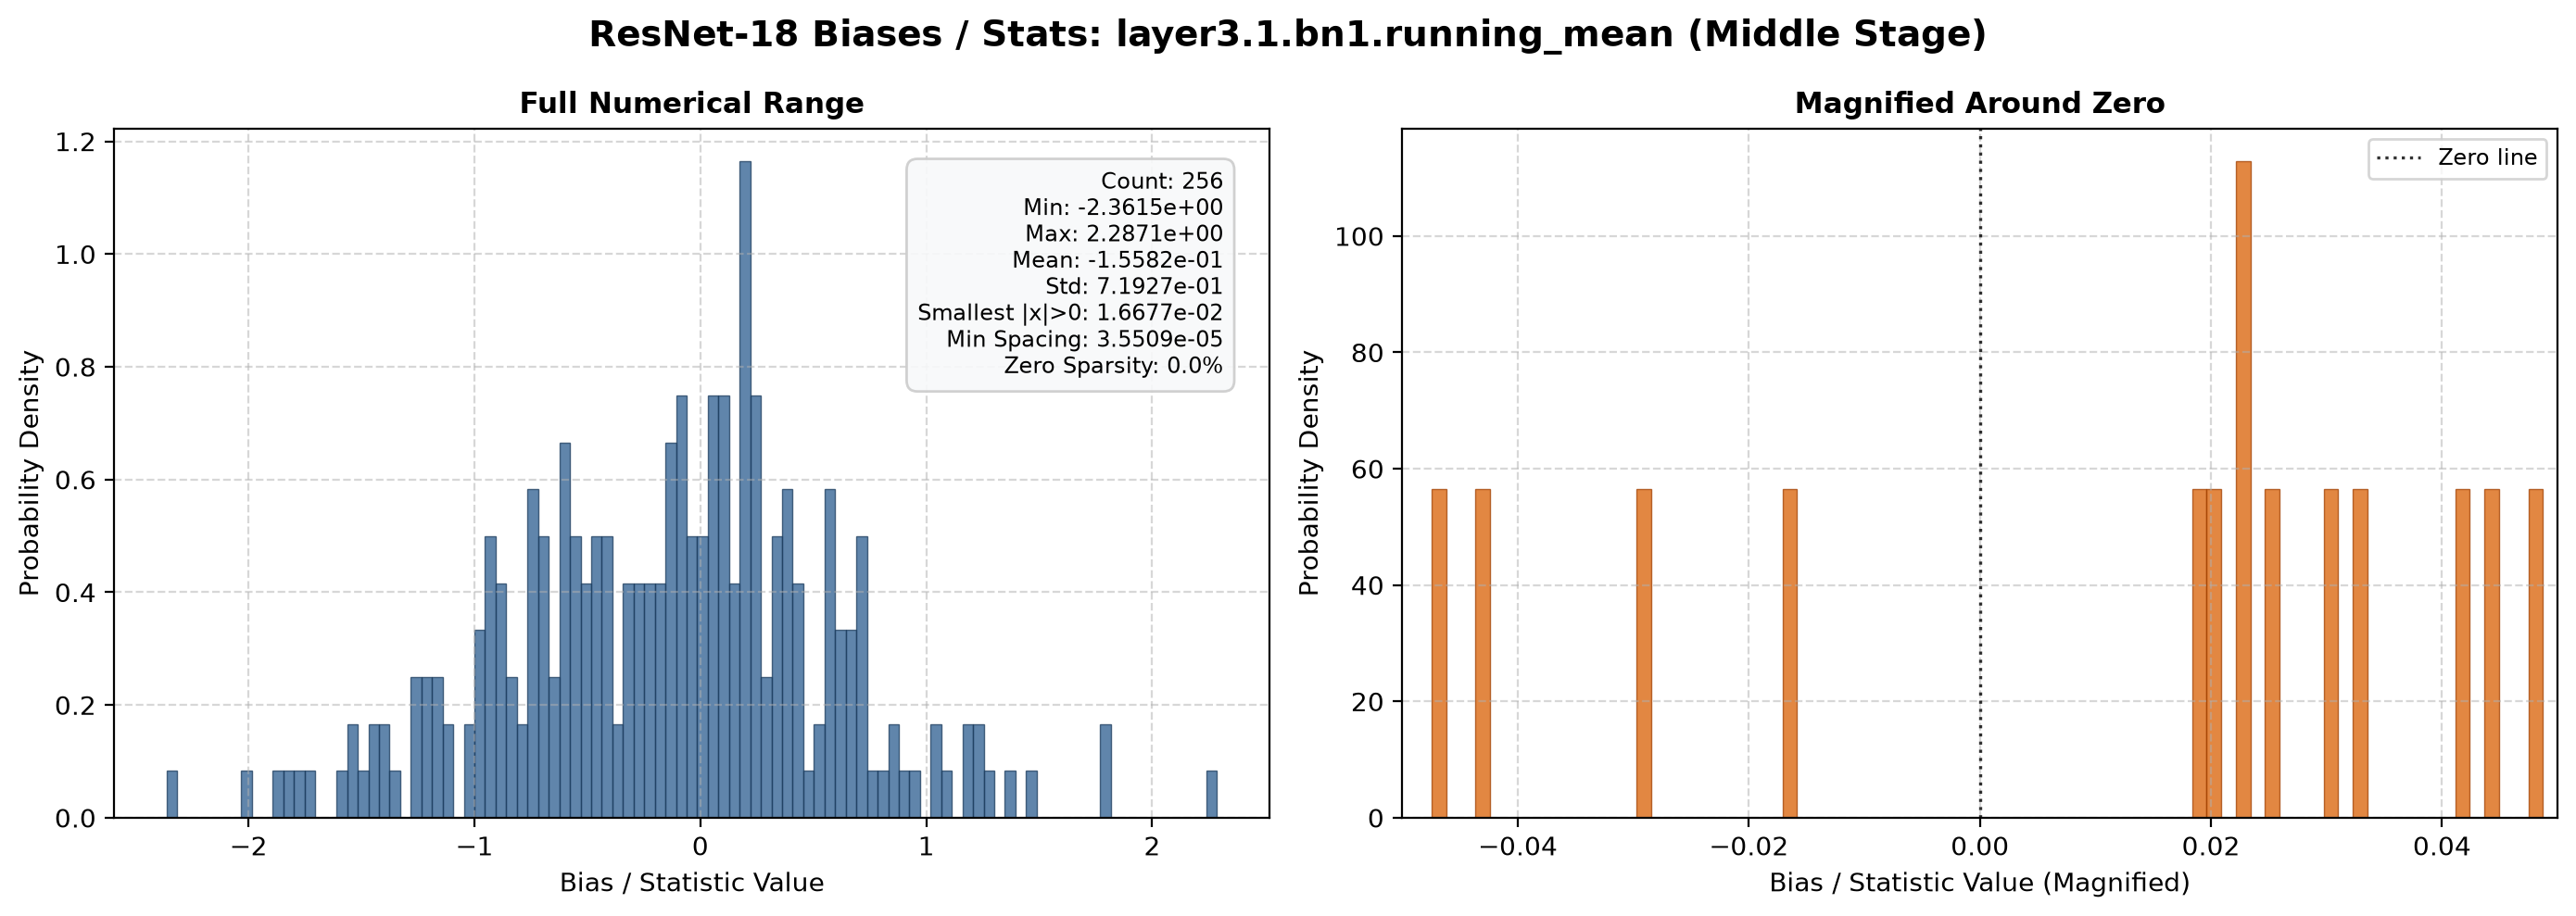 ResNet-18 Biases / Stats: layer3.1.bn1.running_mean (Middle Stage)
Full Numerical Range
Probability Density
1.2
1.0
0.8
0.6
0.4
0.2
0.0
Count: 256
Min: -2.3615e+00
Max: 2.2871e+00
Mean: -1.5582e-01
Std: 7.1927e-01
Smallest |x|>0: 1.6677e-02
Min Spacing: 3.5509e-05
Zero Sparsity: 0.0%
−2 −1 0 1 2
Bias / Statistic Value
Magnified Around Zero
Probability Density
100
80
60
40
20
0
Zero line
−0.04 −0.02 0.00 0.02 0.04
Bias / Statistic Value (Magnified)